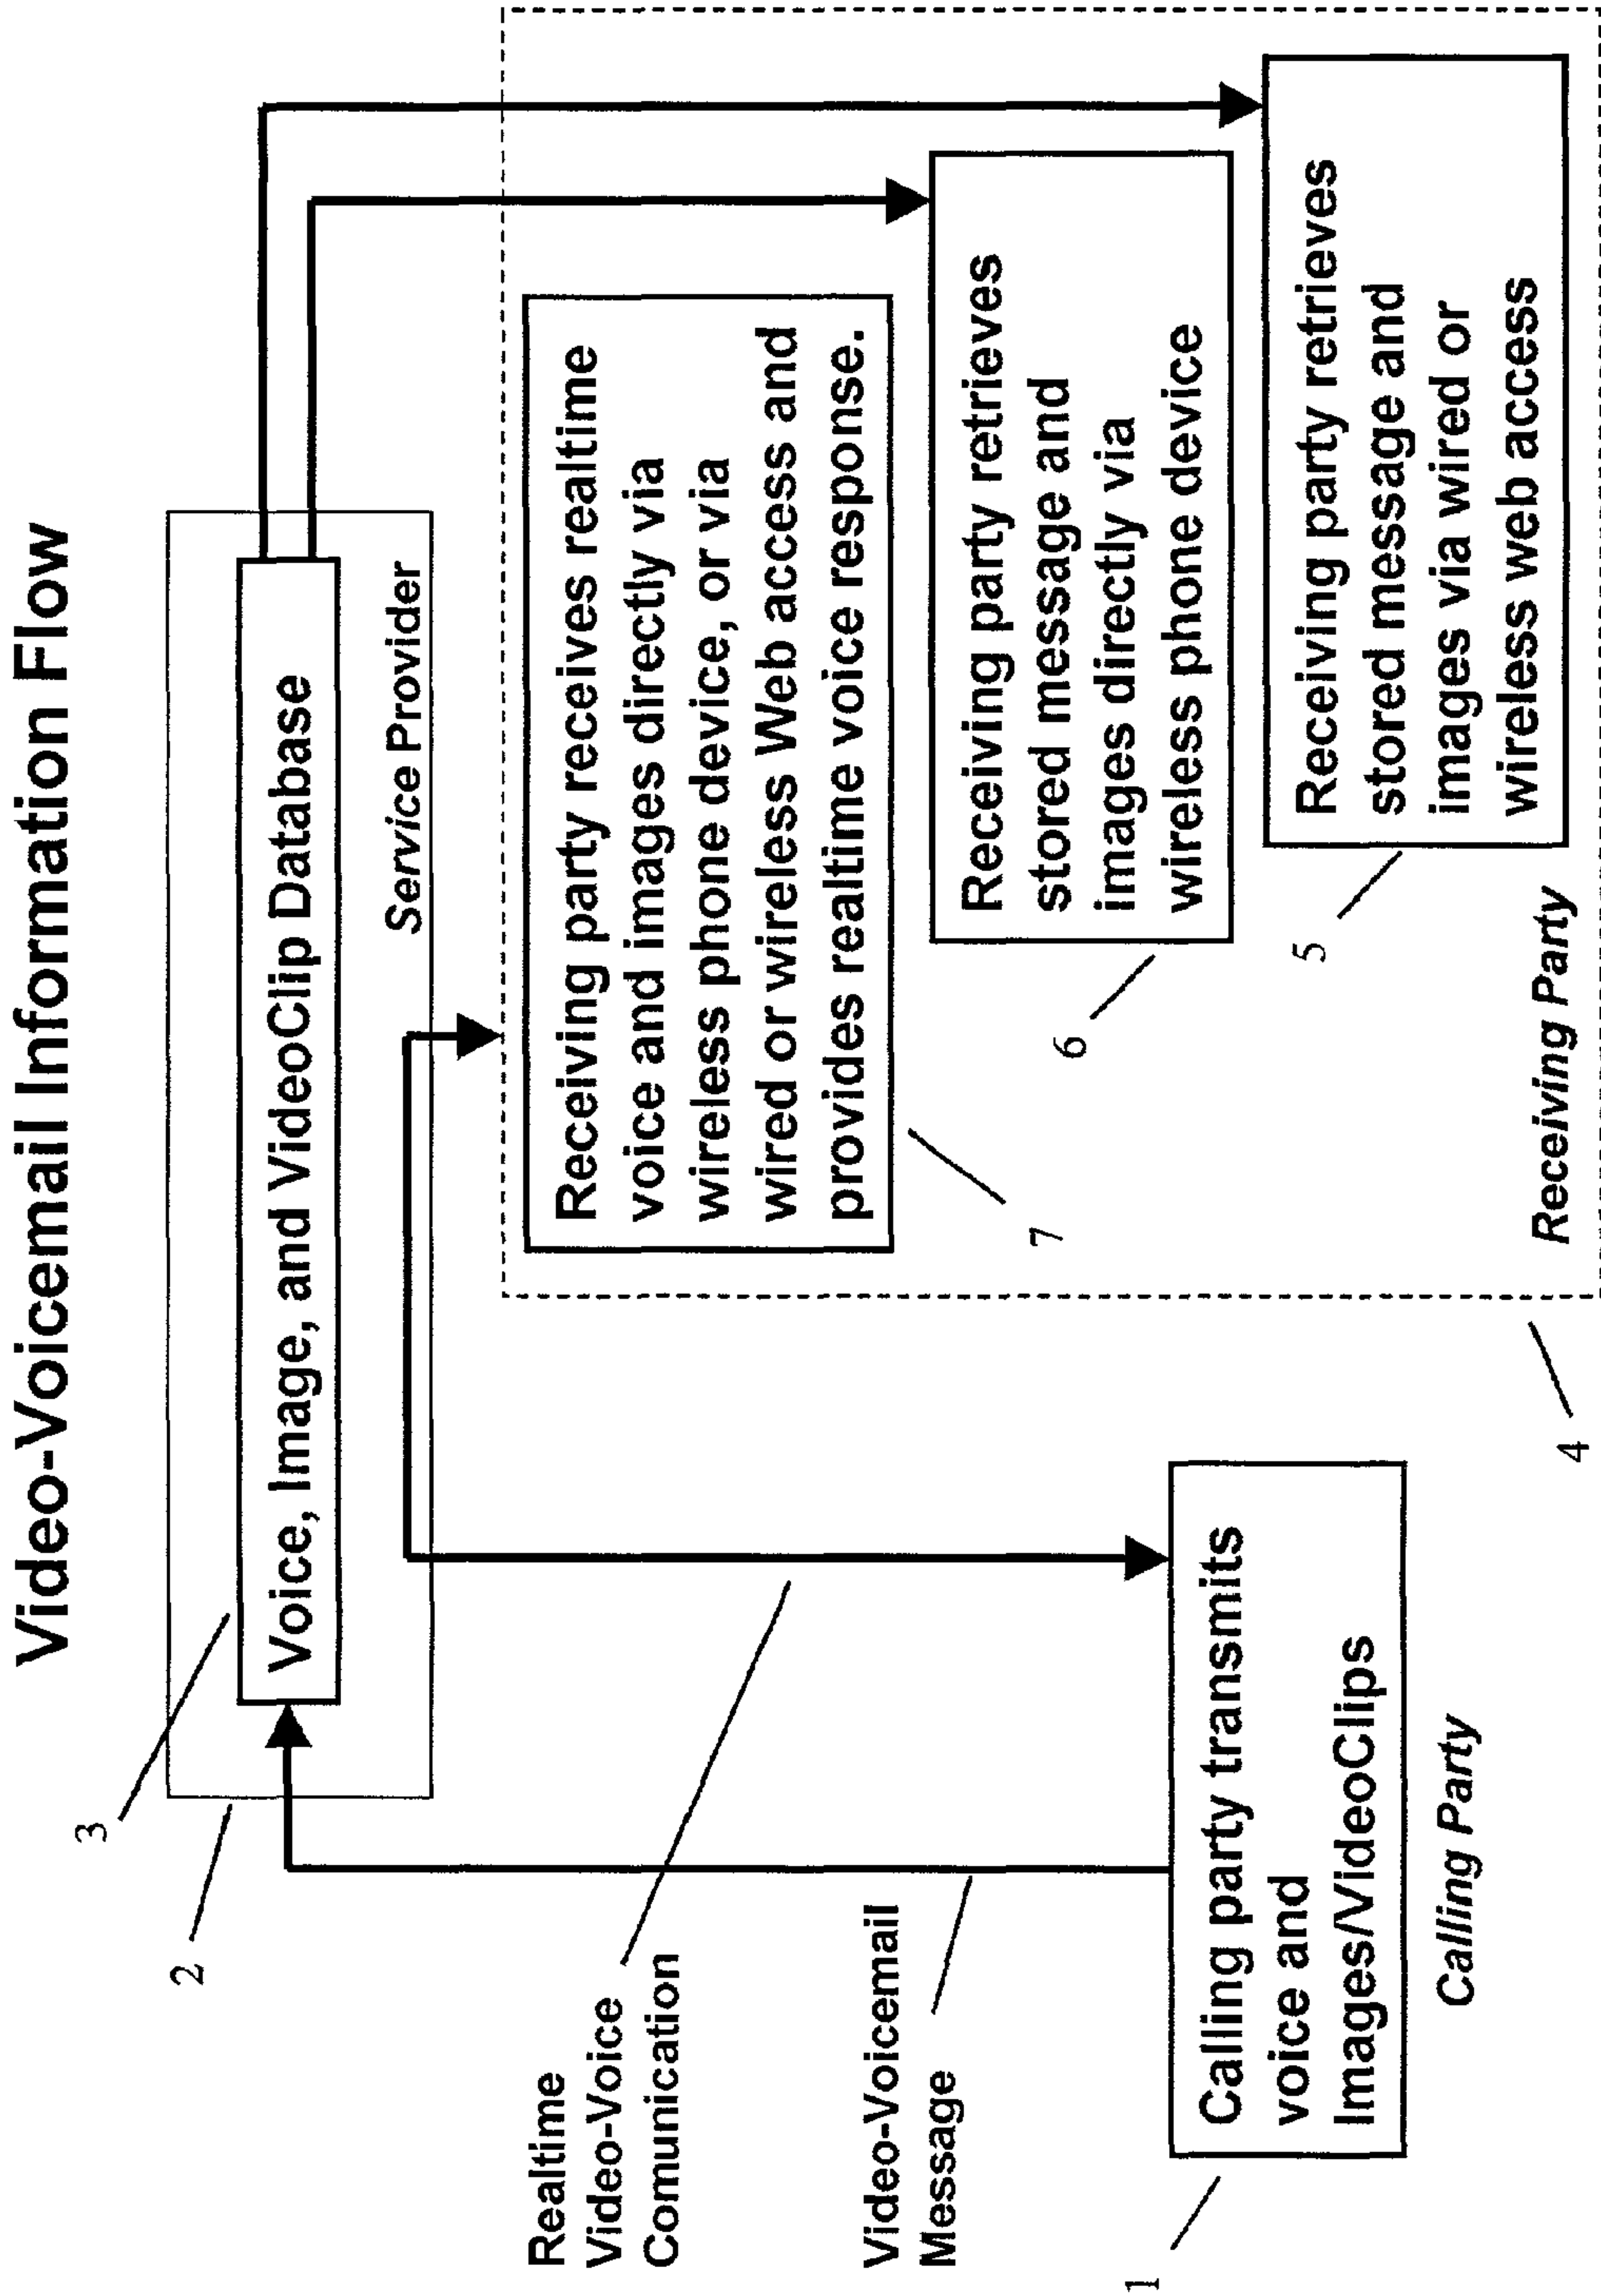 Video-Voicemail Information Flow
3
2
Voice, Image, and VideoClip Database
Service Provider
Realtime
Video-Voice
Comunication
Video-Voicemail
Message
1
Calling party transmits
voice and
Images/VideoClips
Calling Party
Receiving party receives realtime
voice and images directly via
wireless phone device, or via
wired or wireless Web access and
provides realtime voice response.
7
Receiving party retrieves
stored message and
images directly via
wireless phone device
6
Receiving party retrieves
stored message and
images via wired or
wireless web access
5
Receiving Party
4